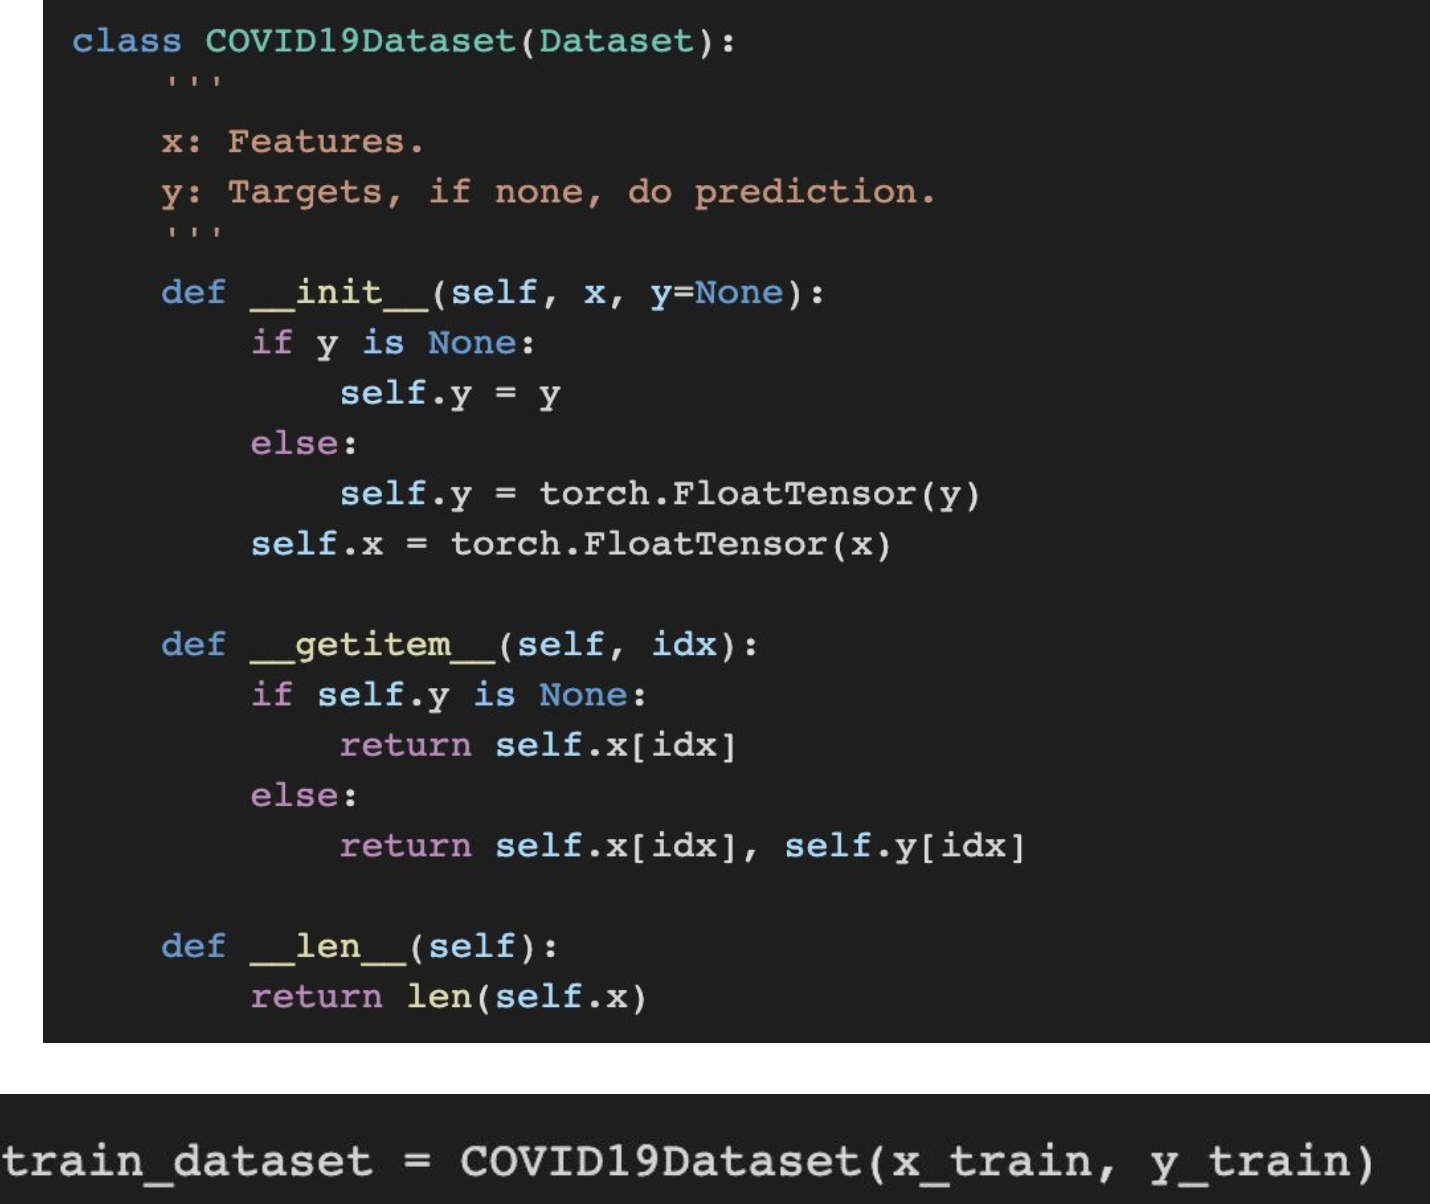 class COVID19Dataset(Dataset):
    '''
    x: Features.
    y: Targets, if none, do prediction.
    '''
    def __init__(self, x, y=None):
        if y is None:
            self.y = y
        else:
            self.y = torch.FloatTensor(y)
        self.x = torch.FloatTensor(x)

    def __getitem__(self, idx):
        if self.y is None:
            return self.x[idx]
        else:
            return self.x[idx], self.y[idx]

    def __len__(self):
        return len(self.x)

train_dataset = COVID19Dataset(x_train, y_train)